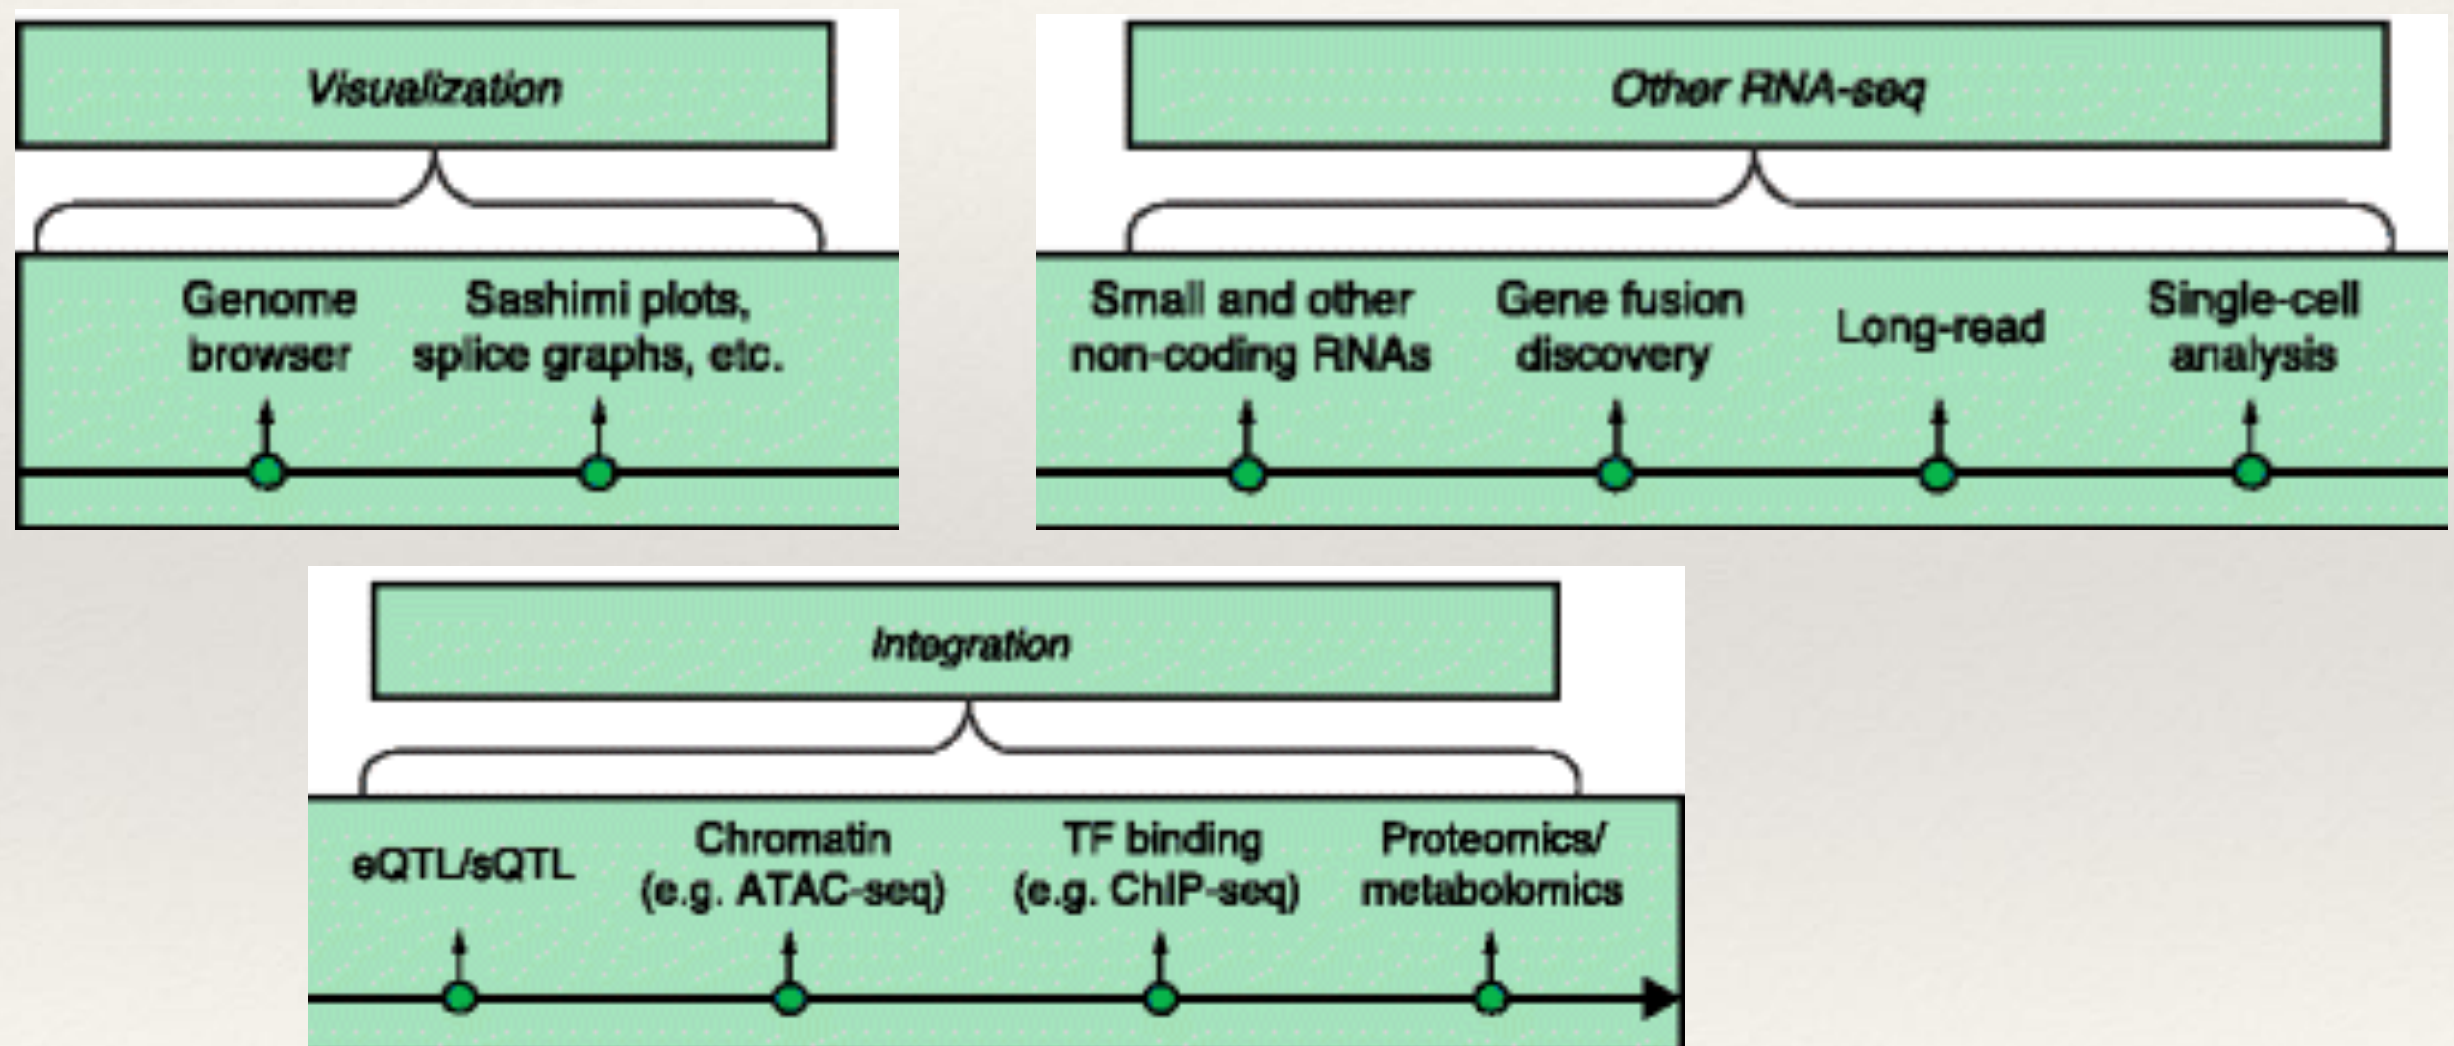 Visualization
Genome
browser
Sashimi plots,
splice graphs, etc.
Other RNA-seq
Small and other
non-coding RNAs
Gene fusion
discovery
Long-read
Single-cell
analysis
Integration
eQTL/sQTL
Chromatin
(e.g. ATAC-seq)
TF binding
(e.g. ChIP-seq)
Proteomics/
metabolomics